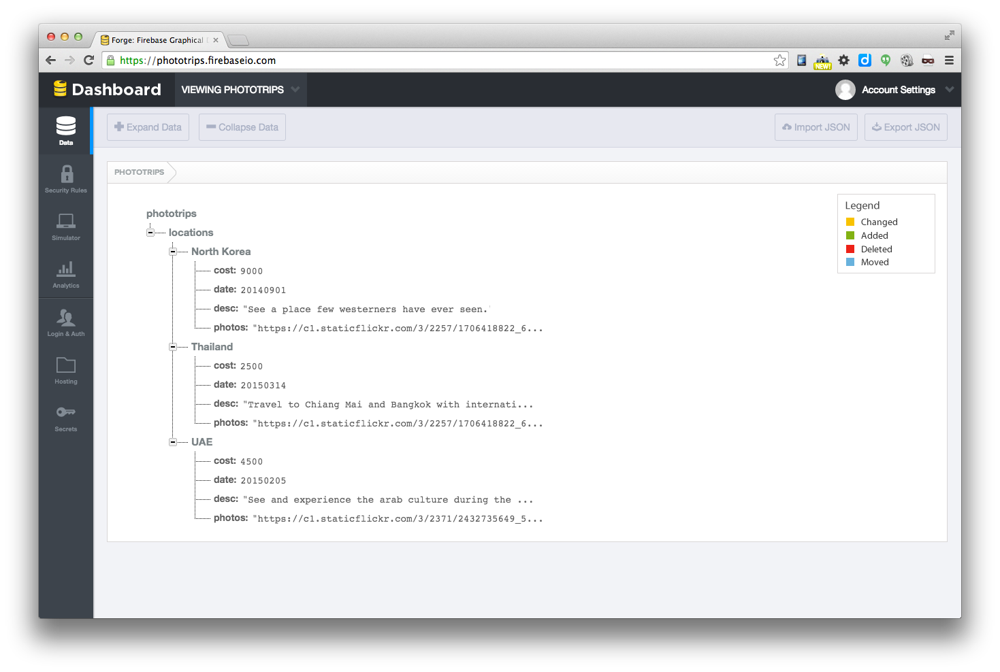 Forge: Firebase Graphical
https://phototrips.firebaseio.com
NEW!
Dashboard
VIEWING PHOTOTRIPS
Account Settings
Data
Security Rules
Simulator
Analytics
Login & Auth
Hosting
Secrets
Expand Data
Collapse Data
Import JSON
Export JSON
PHOTOTRIPS
phototrips
locations
North Korea
cost: 9000
date: 20140901
desc: "See a place few westerners have ever seen.
photos: "https://c1.staticflickr.com/3/2257/1706418822_6...
Thailand
cost: 2500
date: 20150314
desc: "Travel to Chiang Mai and Bangkok with internati...
photos: "https://c1.staticflickr.com/3/2257/1706418822_6...
UAE
cost: 4500
date: 20150205
desc: "See and experience the arab culture during the ...
photos: "https://c1.staticflickr.com/3/2371/2432735649_5...
Legend
Changed
Added
Deleted
Moved